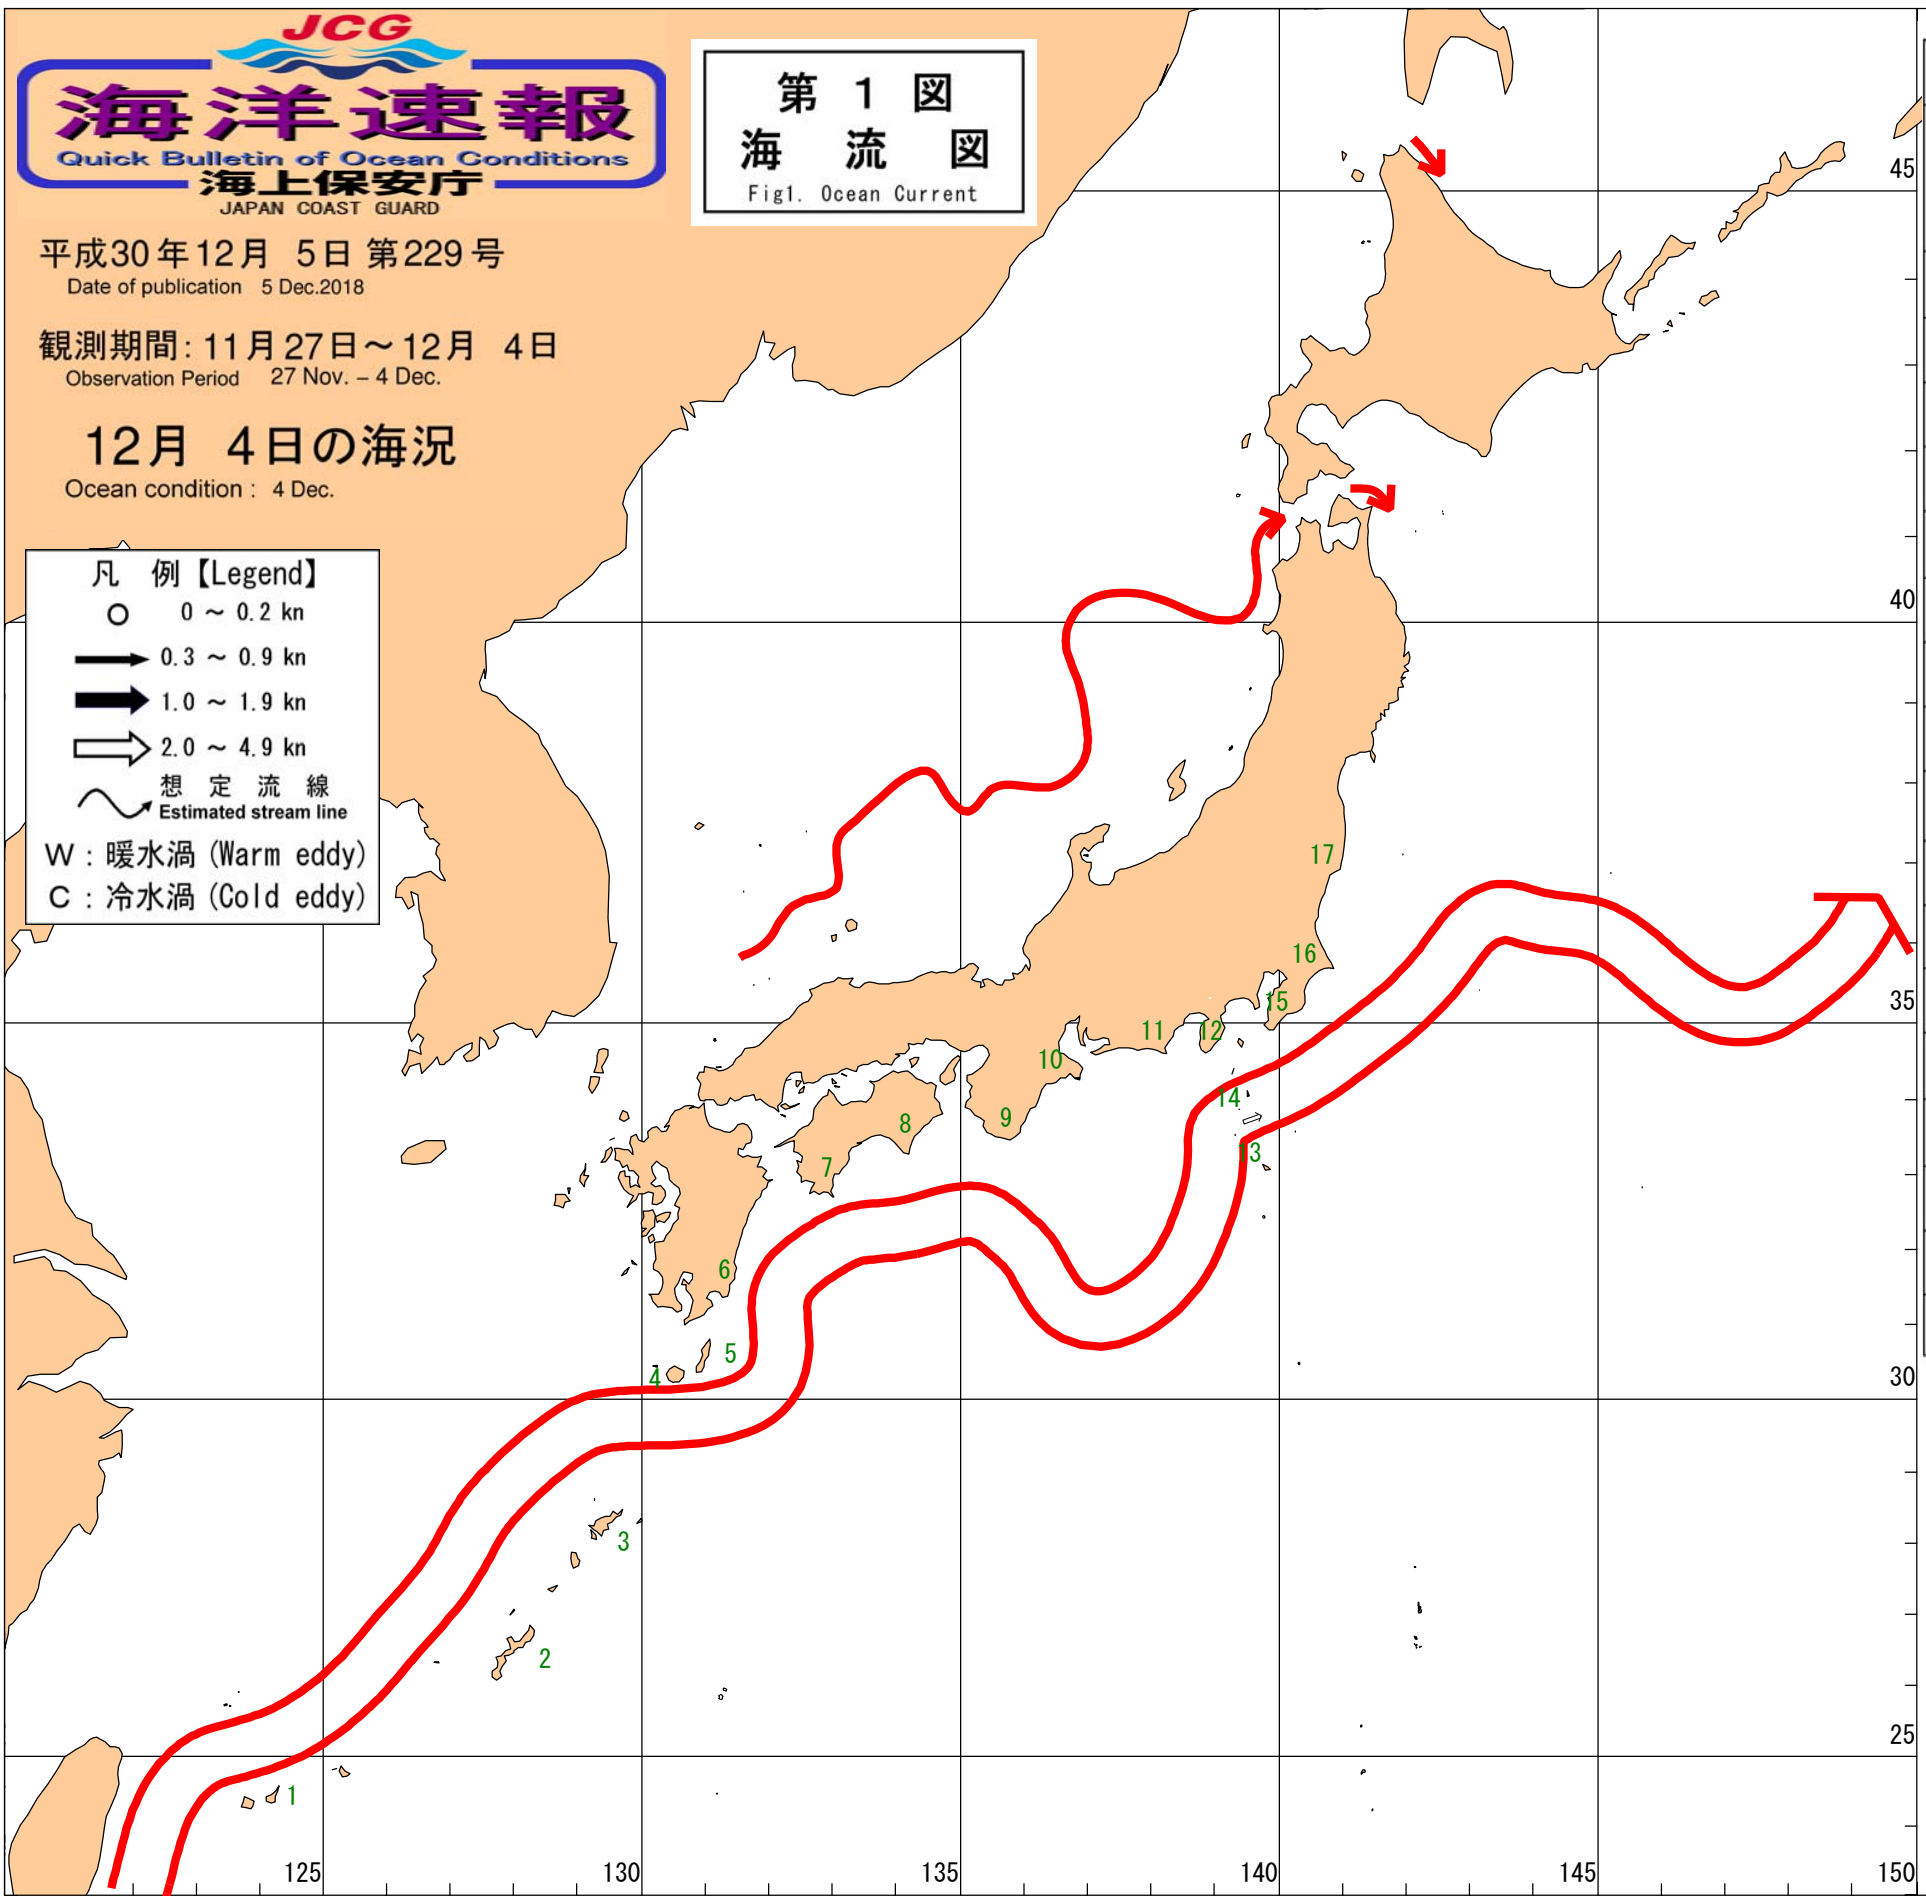 JCG
海洋速報
Quick Bulletin of Ocean Conditions
海上保安庁
JAPAN COAST GUARD
第 1 図
海 流 図
Fig1. Ocean Current
平成30年12月 5日 第229号
Date of publication 5 Dec.2018
観測期間: 11月27日～12月 4日
Observation Period 27 Nov. – 4 Dec.
12月 4日の海況
Ocean condition : 4 Dec.
凡 例【Legend】
0 ～ 0.2 kn
0.3 ～ 0.9 kn
1.0 ～ 1.9 kn
2.0 ～ 4.9 kn
想 定 流 線
Estimated stream line
W : 暖水渦 (Warm eddy)
C : 冷水渦 (Cold eddy)
45
40
35
30
25
17
16
15
14
13
12
11
10
9
8
7
6
5
4
3
2
1
125
130
135
140
145
150